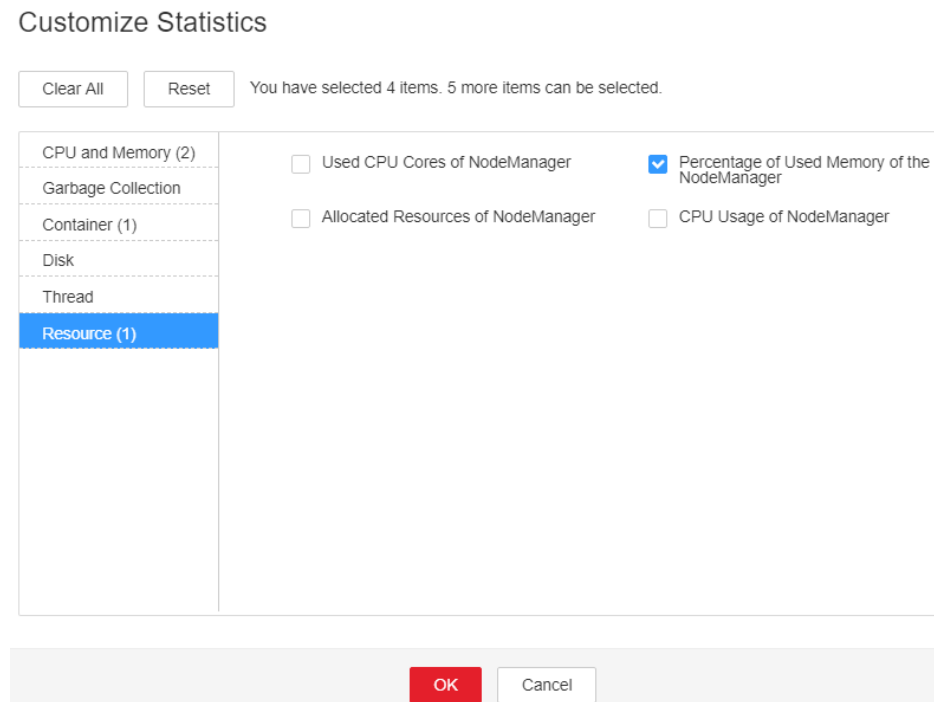 Customize Statistics
Clear All
Reset
You have selected 4 items. 5 more items can be selected.
CPU and Memory (2)
Garbage Collection
Container (1)
Disk
Thread
Resource (1)
Used CPU Cores of NodeManager
Percentage of Used Memory of the
NodeManager
Allocated Resources of NodeManager
CPU Usage of NodeManager
OK
Cancel